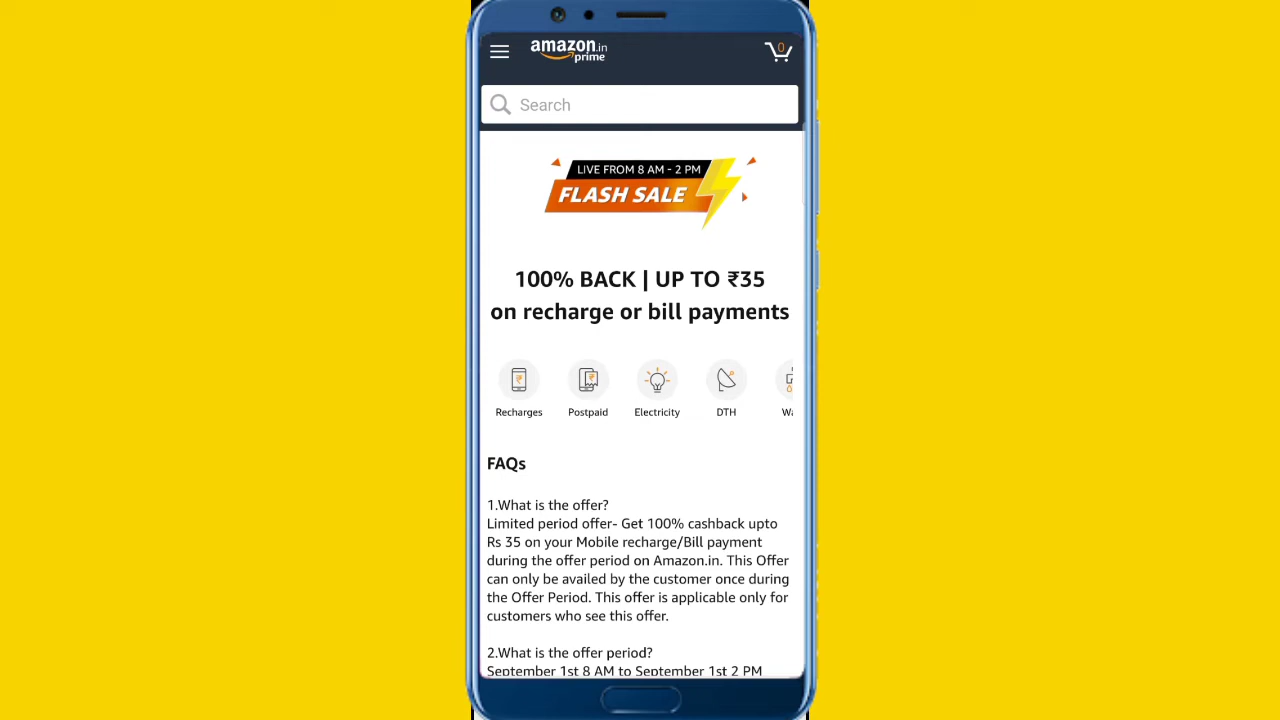 amazon.in
prime
0
Search
LIVE FROM 8 AM - 2 PM
FLASH SALE
100% BACK | UP TO ₹35
on recharge or bill payments
Recharges Postpaid Electricity DTH
FAQs
1.What is the offer?
Limited period offer- Get 100% cashback upto
Rs 35 on your Mobile recharge/Bill payment
during the offer period on Amazon.in. This Offer
can only be availed by the customer once during
the Offer Period. This offer is applicable only for
customers who see this offer.
2.What is the offer period?
September 1st 8 AM to September 1st 2 PM